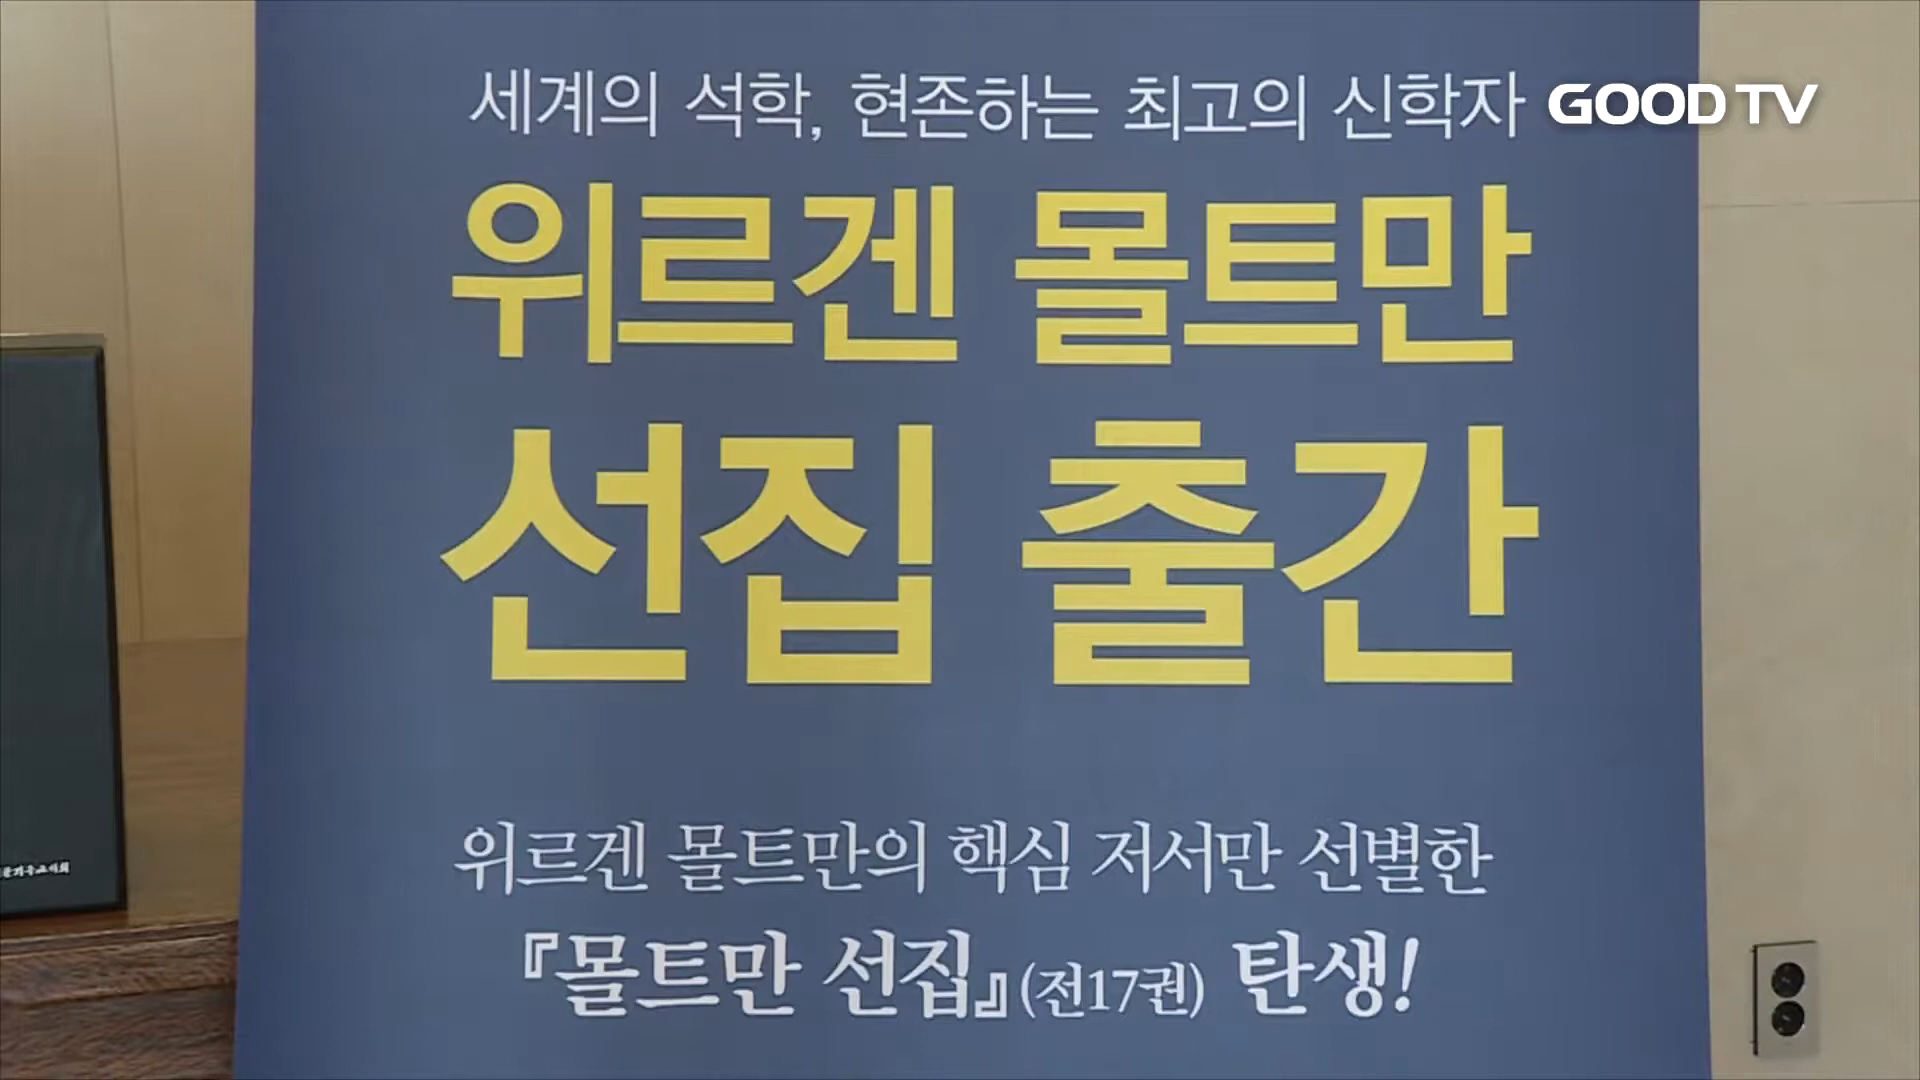 세계의 석학, 현존하는 최고의 신학자
GOODTV
위르겐 몰트만
선집 출간
위르겐 몰트만의 핵심 저서만 선별한
『몰트만 선집』(전17권) 탄생!